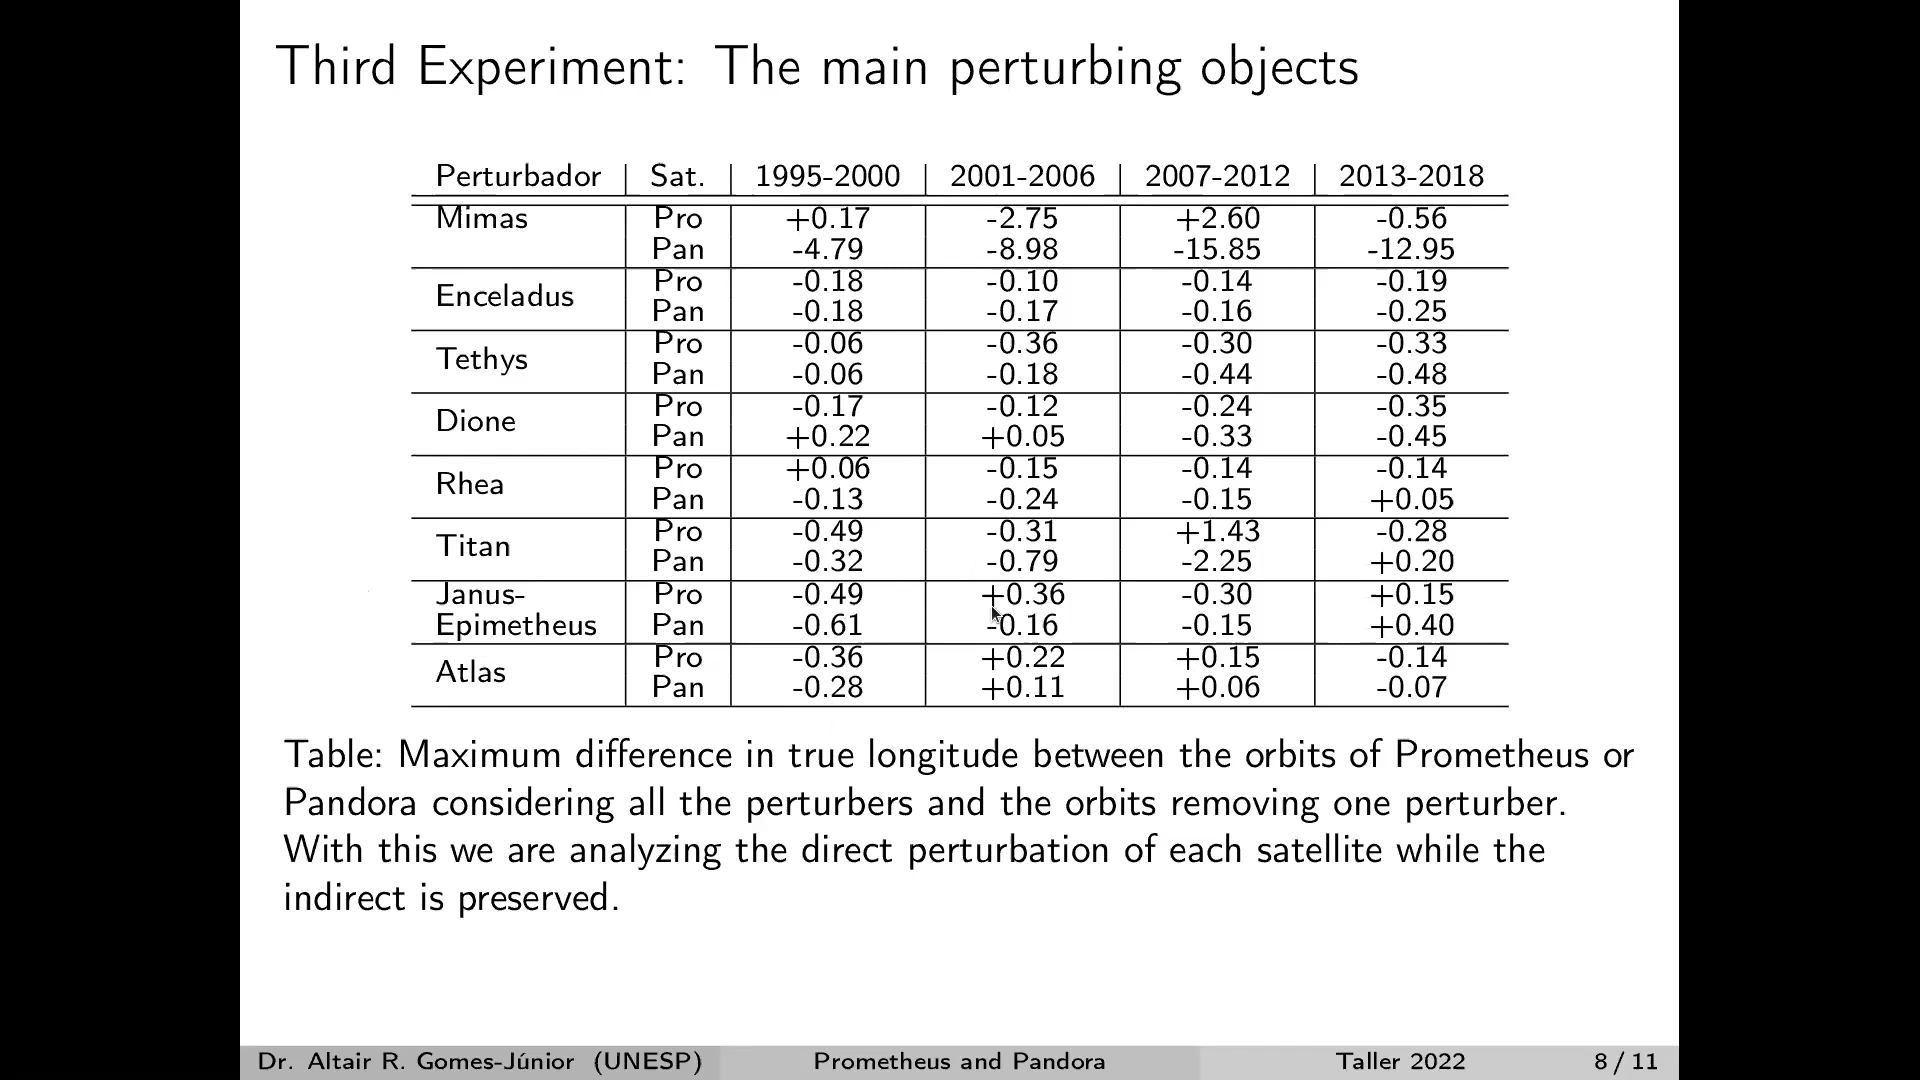 Third Experiment: The main perturbing objects
Perturbador Sat. 1995-2000 2001-2006 2007-2012 2013-2018
Mimas Pro +0.17 -2.75 +2.60 -0.56
Pan -4.79 -8.98 -15.85 -12.95
Enceladus Pro -0.18 -0.10 -0.14 -0.19
Pan -0.18 -0.17 -0.16 -0.25
Tethys Pro -0.06 -0.36 -0.30 -0.33
Pan -0.06 -0.18 -0.44 -0.48
Dione Pro -0.17 -0.12 -0.24 -0.35
Pan +0.22 +0.05 -0.33 -0.45
Rhea Pro +0.06 -0.15 -0.14 -0.14
Pan -0.13 -0.24 -0.15 +0.05
Titan Pro -0.49 -0.31 +1.43 -0.28
Pan -0.32 -0.79 -2.25 +0.20
Janus- Pro -0.49 +0.36 -0.30 +0.15
Epimetheus Pan -0.61 -0.16 -0.15 +0.40
Atlas Pro -0.36 +0.22 +0.15 -0.14
Pan -0.28 +0.11 +0.06 -0.07
Table: Maximum difference in true longitude between the orbits of Prometheus or
Pandora considering all the perturbers and the orbits removing one perturber.
With this we are analyzing the direct perturbation of each satellite while the
indirect is preserved.
Dr. Altair R. Gomes-Júnior (UNESP) Prometheus and Pandora Taller 2022 8 / 11